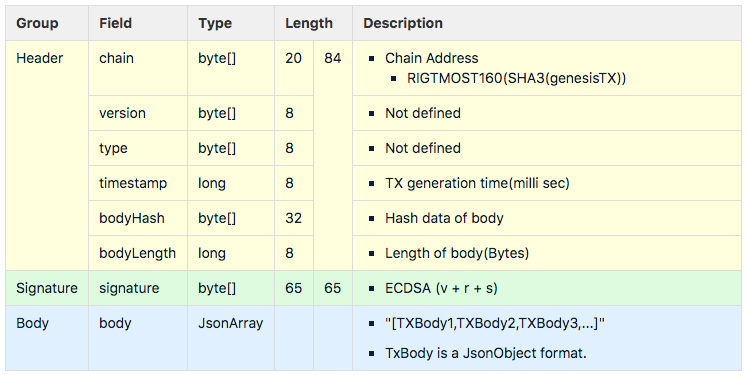 Group Field Type Length Description
Header chain byte[] 20 84 Chain Address
RIGTMOST160(SHA3(genesisTX))
version byte[] 8 Not defined
type byte[] 8 Not defined
timestamp long 8 TX generation time(milli sec)
bodyHash byte[] 32 Hash data of body
bodyLength long 8 Length of body(Bytes)
Signature signature byte[] 65 65 ECDSA (v + r + s)
Body body JsonArray "[TXBody1,TXBody2,TXBody3,...]"
TxBody is a JsonObject format.